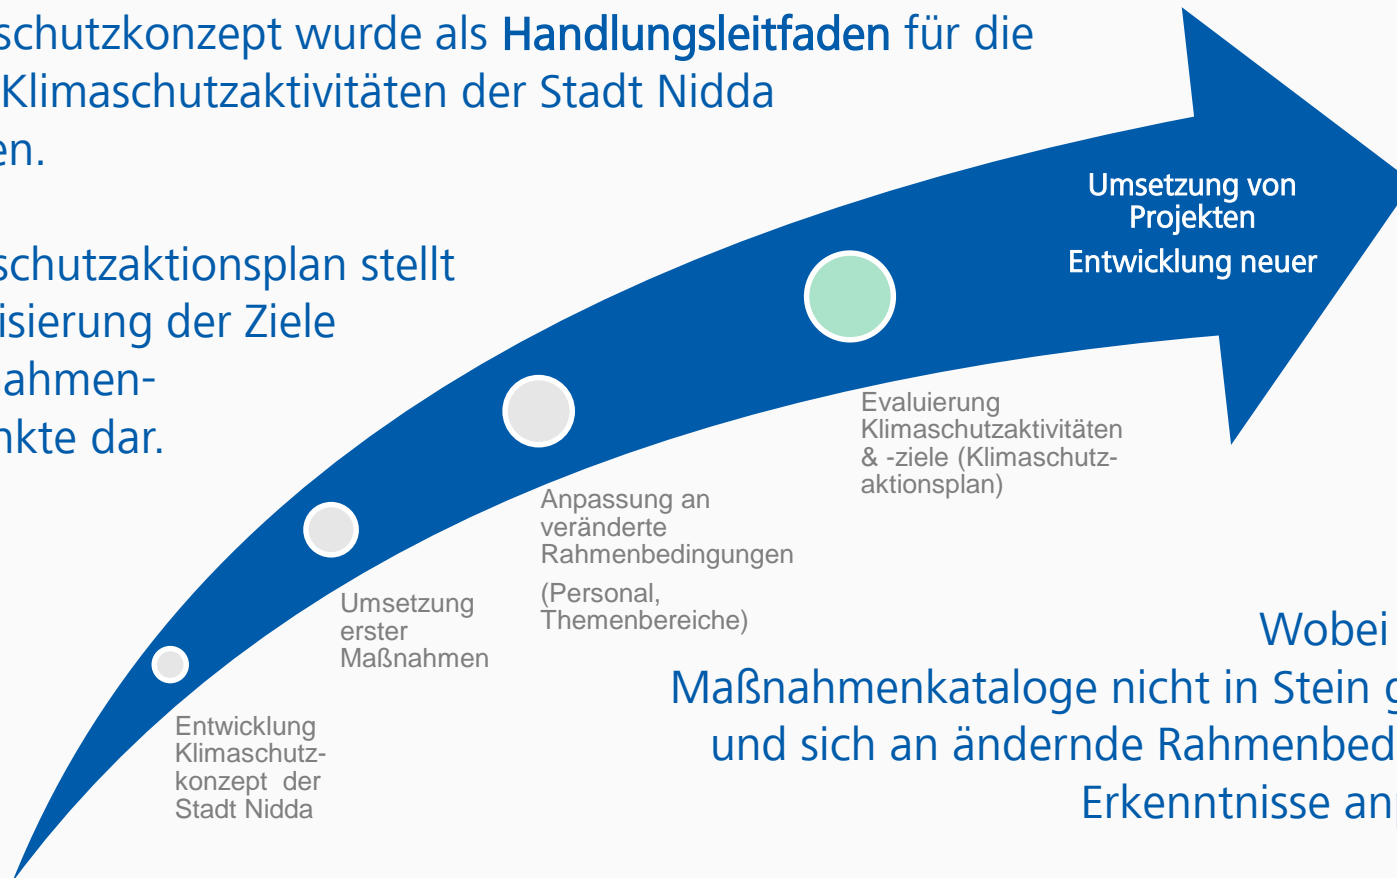 schutzkonzept wurde als Handlungsleitfaden für die
Klimaschutzaktivitäten der Stadt Nidda
en.
schutzaktionsplan stellt
isierung der Ziele
ahmen-
nkte dar.
Umsetzung von
Projekten
Entwicklung neuer
Evaluierung
Klimaschutzaktivitäten
& -ziele (Klimaschutz-
aktionsplan)
Anpassung an
veränderte
Rahmenbedingungen
(Personal,
Themenbereiche)
Umsetzung
erster
Maßnahmen
Entwicklung
Klimaschutz-
konzept der
Stadt Nidda
Wobei
Maßnahmenkataloge nicht in Stein g
und sich an ändernde Rahmenbed
Erkenntnisse an